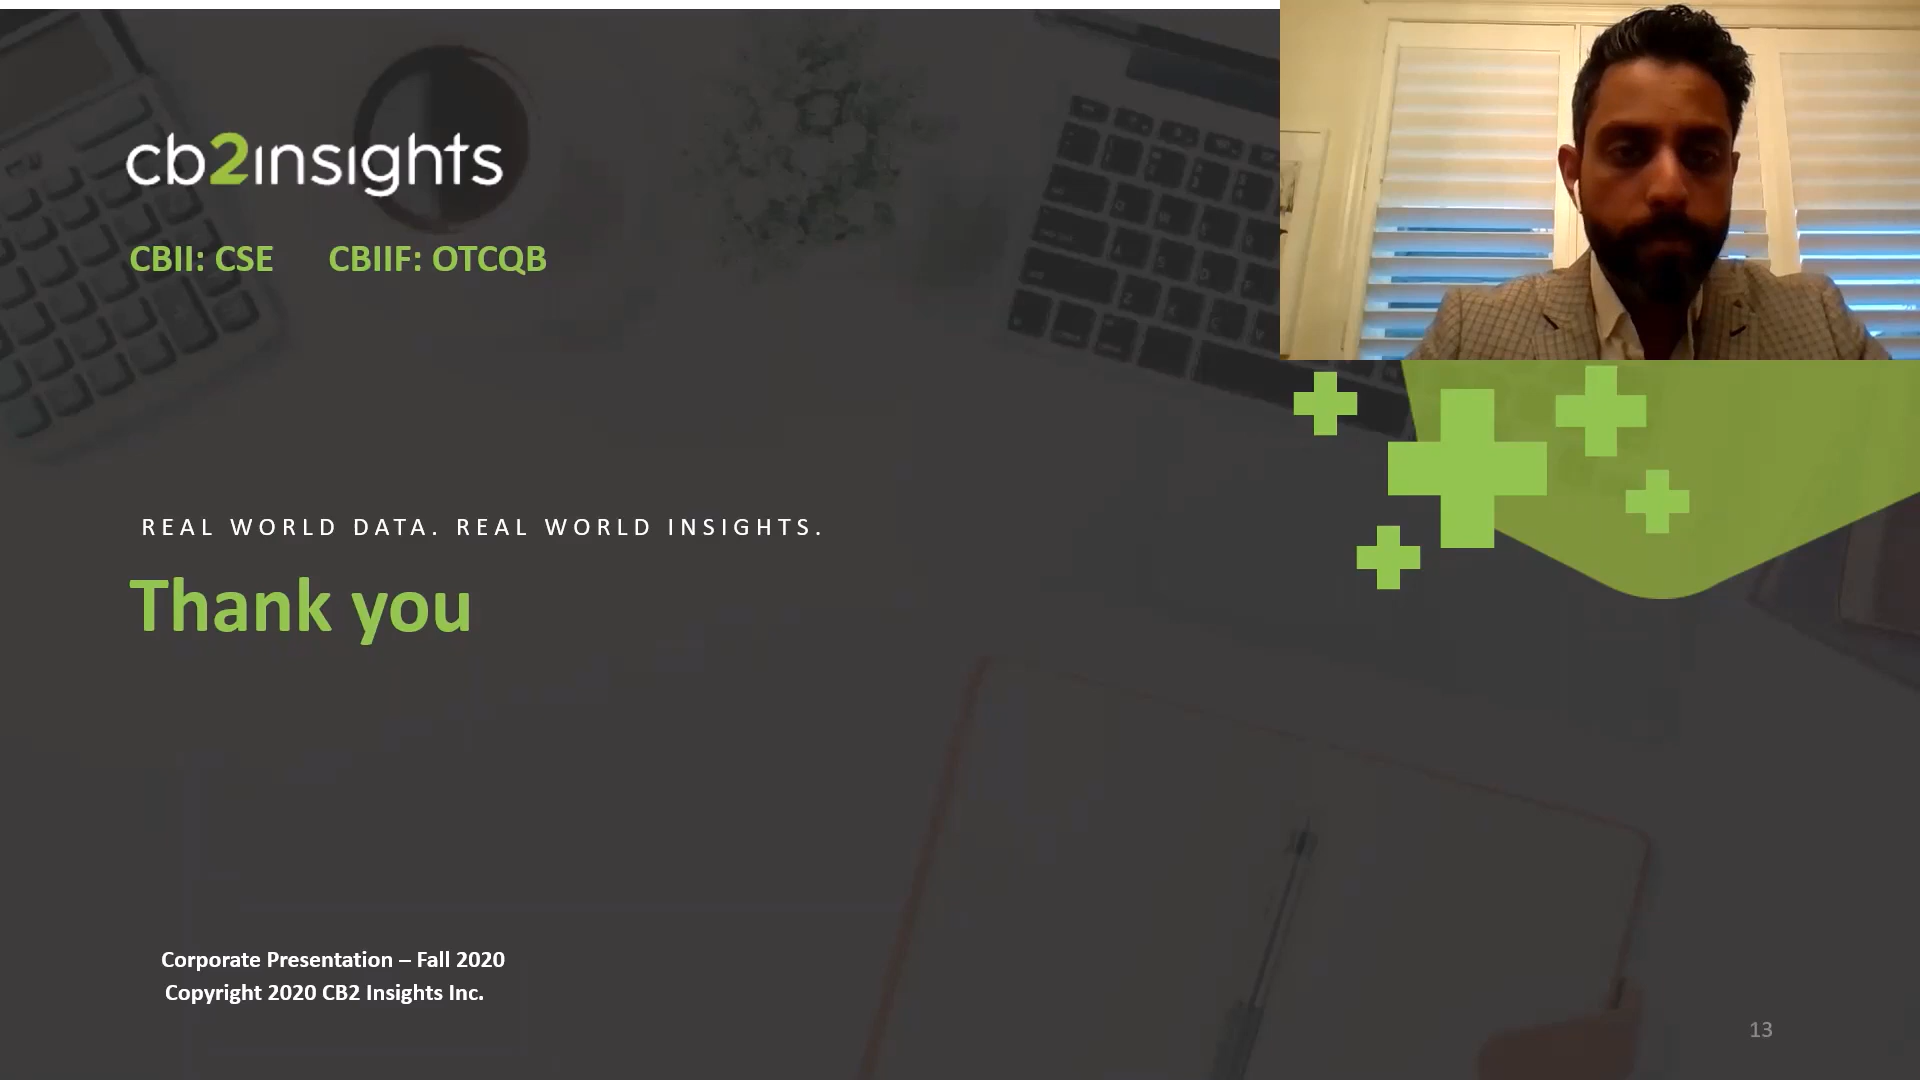 cb2insights
CBII: CSE CBIIF: OTCQB
REAL WORLD DATA. REAL WORLD INSIGHTS.
Thank you
Corporate Presentation – Fall 2020
Copyright 2020 CB2 Insights Inc.
13